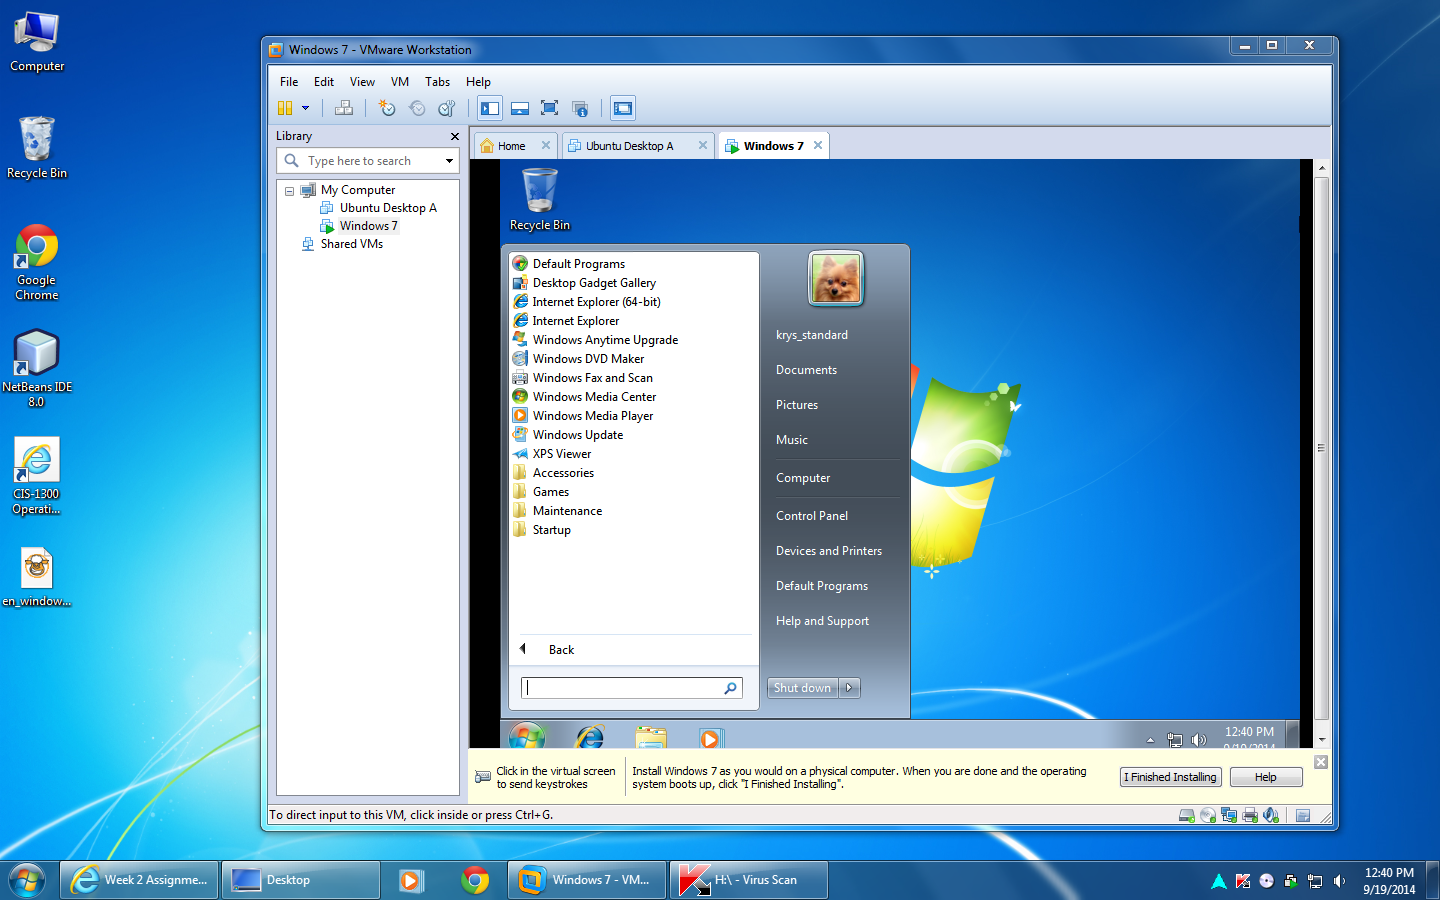 Computer
Recycle Bin
Google
Chrome
NetBeans IDE
8.0
CIS-1300
Operati...
en_window...
Windows 7 - VMware Workstation
File Edit View VM Tabs Help
Library
Type here to search
My Computer
Ubuntu Desktop A
Windows 7
Shared VMs
Home
Ubuntu Desktop A
Windows 7
Recycle Bin
Default Programs
Desktop Gadget Gallery
Internet Explorer (64-bit)
Internet Explorer
Windows Anytime Upgrade
Windows DVD Maker
Windows Fax and Scan
Windows Media Center
Windows Media Player
Windows Update
XPS Viewer
Accessories
Games
Maintenance
Startup
Back
krys_standard
Documents
Pictures
Music
Computer
Control Panel
Devices and Printers
Default Programs
Help and Support
Shut down
12:40 PM
9/19/2014
Click in the virtual screen
to send keystrokes
Install Windows 7 as you would on a physical computer. When you are done and the operating
system boots up, click "I Finished Installing".
I Finished Installing
Help
To direct input to this VM, click inside or press Ctrl+G.
Week 2 Assignme...
Desktop
Windows 7 - VM...
H:\ - Virus Scan
12:40 PM
9/19/2014